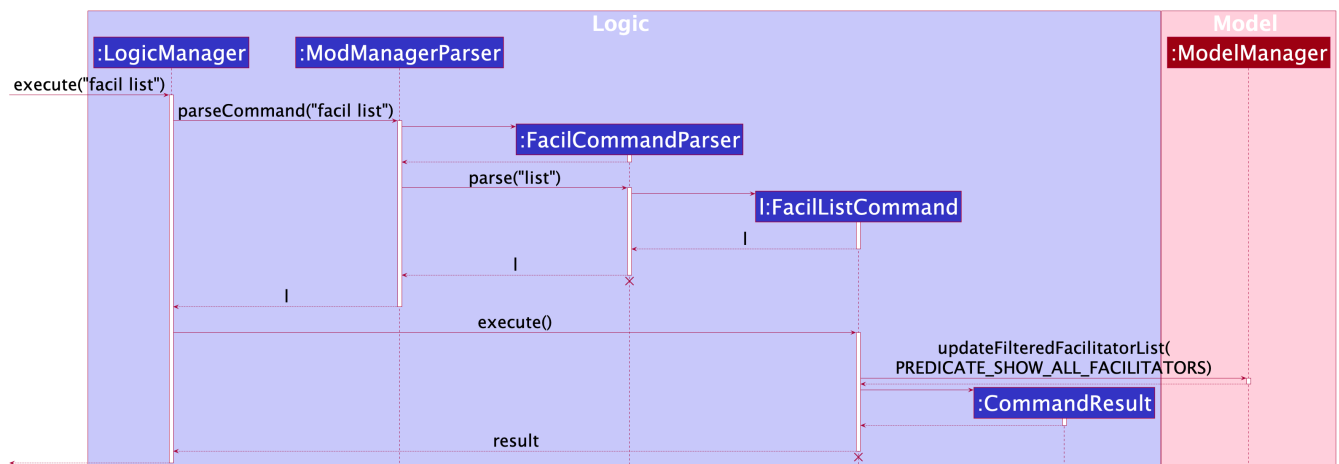 Logic
Model
:LogicManager
:ModManagerParser
:ModelManager
execute("facil list")
parseCommand("facil list")
:FacilCommandParser
parse("list")
l:FacilListCommand
l
l
l
execute()
updateFilteredFacilitatorList(
PREDICATE_SHOW_ALL_FACILITATORS)
:CommandResult
result